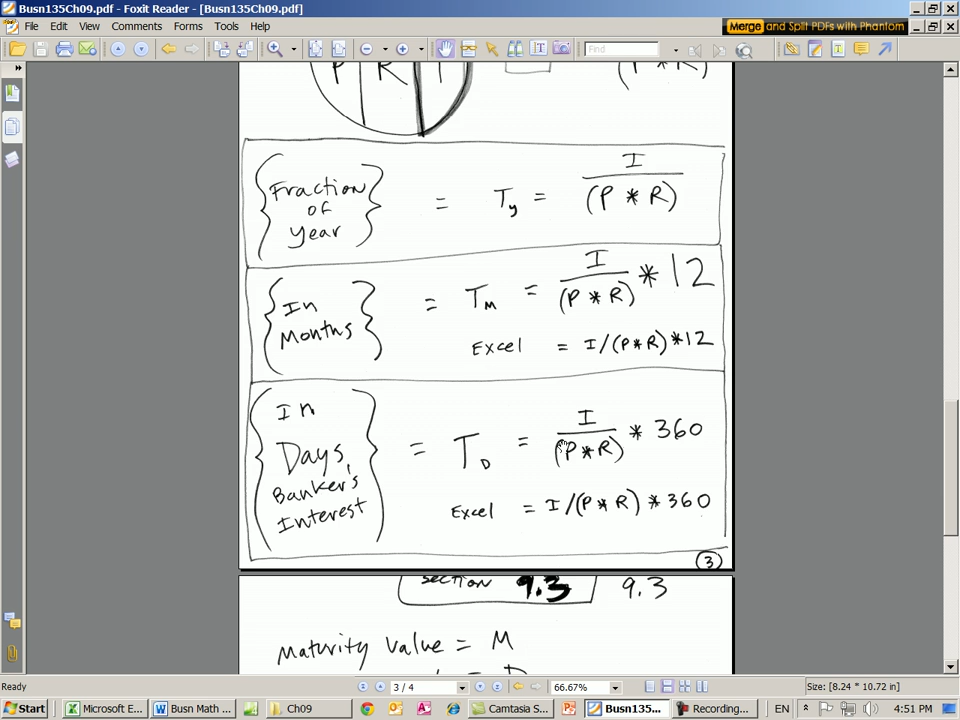 Busn135Ch09.pdf - Foxit Reader - [Busn135Ch09.pdf]
File Edit View Comments Forms Tools Help
Merge and Split PDFs with Phantom
Find
P R I
(P * R)
{Fraction of Year} = Ty = I / (P * R)
{In Months} = TM = I / (P * R) * 12
Excel = I/(P*R)*12
{In Days, Banker's Interest} = TD = I / (P * R) * 360
Excel = I/(P * R) * 360
3
section 9.3 9.3
Maturity Value = M
= D
Ready
3 / 4
66.67%
Size: [8.24 * 10.72 in]
Start
Microsoft E...
Busn Math ...
Ch09
Camtasia S...
Busn135...
Recording...
EN
4:51 PM